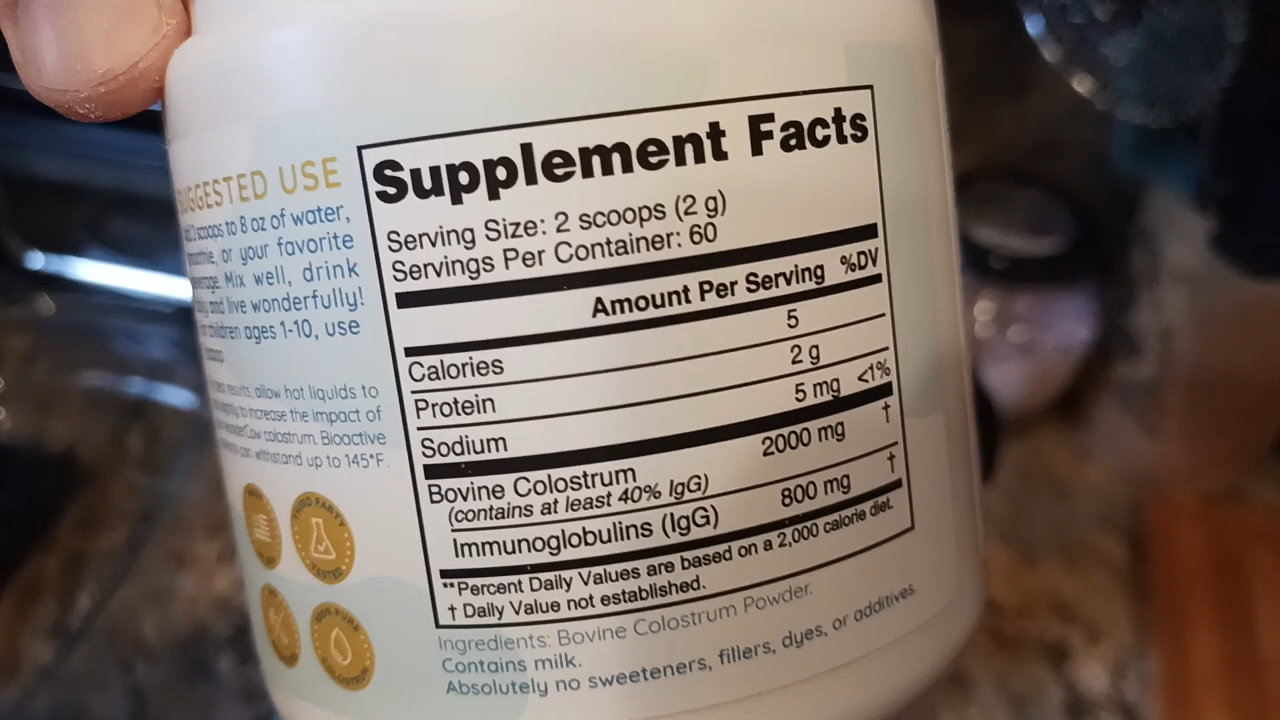 SUGGESTED USE
2 scoops to 8 oz of water,
or your favorite
Mix well, drink
and live wonderfully!
children ages 1-10, use
scoop
results, allow hot liquids to
to increase the impact of
colostrum. Bioactive
can withstand up to 145°F.
THIRD PARTY
TESTED
100% PURE
Supplement Facts
Serving Size: 2 scoops (2 g)
Servings Per Container: 60
Amount Per Serving %DV
Calories 5
Protein 2 g
Sodium 5 mg <1%
Bovine Colostrum 2000 mg †
(contains at least 40% IgG)
Immunoglobulins (IgG) 800 mg †
**Percent Daily Values are based on a 2,000 calorie diet.
† Daily Value not established.
Ingredients: Bovine Colostrum Powder.
Contains milk.
Absolutely no sweeteners, fillers, dyes, or additives.